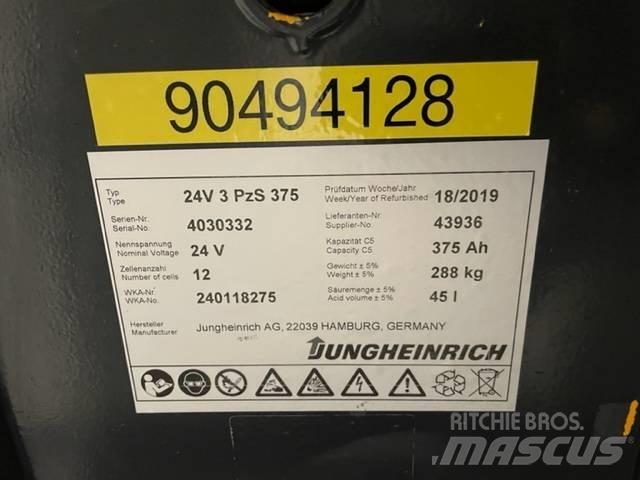 90494128
Typ
Type
24V 3 PzS 375
Prüfdatum Woche/Jahr
Week/Year of Refurbished
18/2019
Serien-Nr.
Serial-No.
4030332
Lieferanten-Nr.
Supplier-No.
43936
Nennspannung
Nominal Voltage
24 V
Kapazität C5
Capacity C5
375 Ah
Zellenanzahl
Number of cells
12
Gewicht ± 5%
Weight ± 5%
288 kg
WKA-Nr.
WKA-No.
240118275
Säuremenge ± 5%
Acid volume ± 5%
45 l
Hersteller
Manufacturer
Jungheinrich AG, 22039 HAMBURG, GERMANY
JUNGHEINRICH
Pb
RITCHIE BROS.
MASCUS